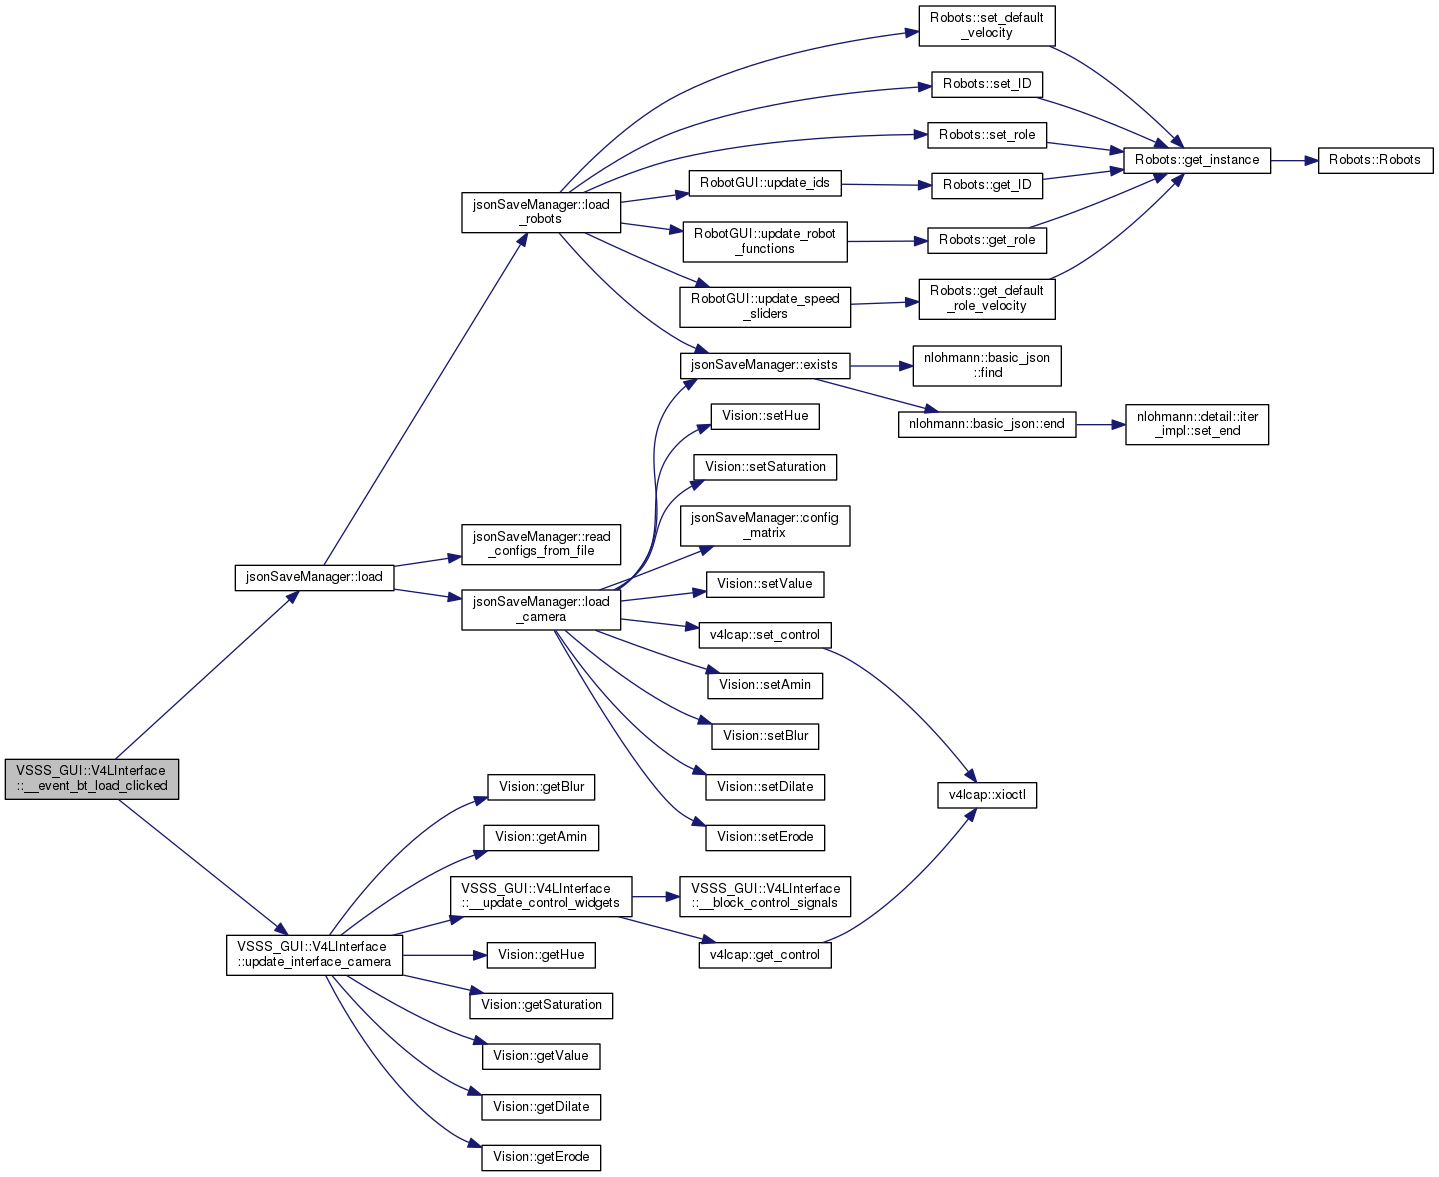 Robots::set_default
_velocity
Robots::set_ID
Robots::set_role
Robots::get_instance
Robots::Robots
RobotGUI::update_ids
Robots::get_ID
jsonSaveManager::load
_robots
RobotGUI::update_robot
_functions
Robots::get_role
RobotGUI::update_speed
_sliders
Robots::get_default
_role_velocity
jsonSaveManager::exists
nlohmann::basic_json
::find
Vision::setHue
nlohmann::basic_json::end
nlohmann::detail::iter
_impl::set_end
Vision::setSaturation
jsonSaveManager::config
_matrix
jsonSaveManager::read
_configs_from_file
jsonSaveManager::load
Vision::setValue
jsonSaveManager::load
_camera
v4lcap::set_control
Vision::setAmin
Vision::setBlur
VSSS_GUI::V4LInterface
::__event_bt_load_clicked
Vision::getBlur
Vision::setDilate
v4lcap::xioctl
Vision::getAmin
Vision::setErode
VSSS_GUI::V4LInterface
::__update_control_widgets
VSSS_GUI::V4LInterface
::__block_control_signals
VSSS_GUI::V4LInterface
::update_interface_camera
Vision::getHue
v4lcap::get_control
Vision::getSaturation
Vision::getValue
Vision::getDilate
Vision::getErode